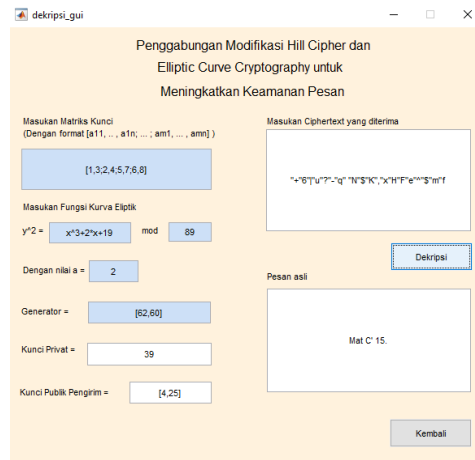 dekripsi_gui
Penggabungan Modifikasi Hill Cipher dan
Elliptic Curve Cryptography untuk
Meningkatkan Keamanan Pesan
Masukan Matriks Kunci
(Dengan format [a11, .. , a1n; ... ; am1, ... , amn] )
[1,3;2,4;5,7;6,8]
Masukan Fungsi Kurva Eliptik
y^2 = x^3+2*x+19 mod 89
Dengan nilai a = 2
Generator = [62,60]
Kunci Privat = 39
Kunci Publik Pengirim = [4,25]
Masukan Ciphertext yang diterima
"+"6"|"u"?"-"q" "N"$"K","x"H"F"e"^"$"m"f
Dekripsi
Pesan asli
Mat C' 15.
Kembali